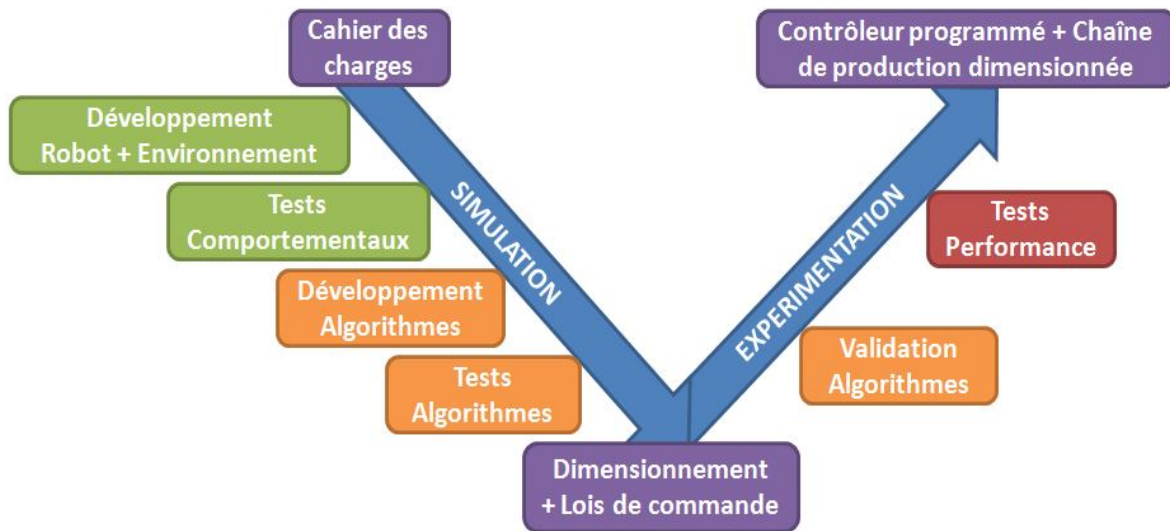 Cahier des
charges
Contrôleur programmé + Chaîne
de production dimensionnée
Développement
Robot + Environnement
Tests
Comportementaux
SIMULATION
Développement
Algorithmes
Tests
Algorithmes
Dimensionnement
+ Lois de commande
EXPERIMENTATION
Validation
Algorithmes
Tests
Performance